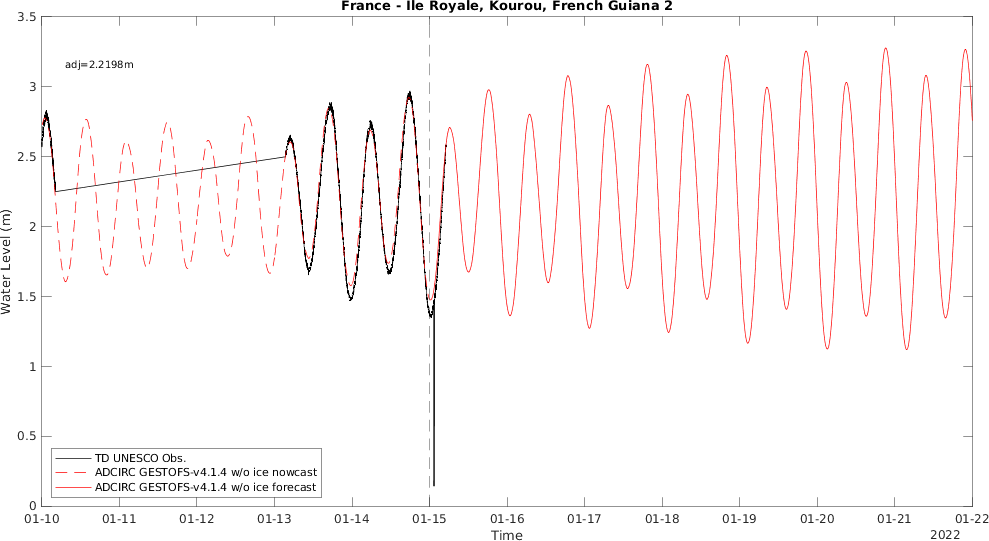 France - Ile Royale, Kourou, French Guiana 2
adj=2.2198m
3.5
3
2.5
2
1.5
1
0.5
0
Water Level (m)
TD UNESCO Obs.
ADCIRC GESTOFS-v4.1.4 w/o ice nowcast
ADCIRC GESTOFS-v4.1.4 w/o ice forecast
01-10 01-11 01-12 01-13 01-14 01-15 01-16 01-17 01-18 01-19 01-20 01-21 01-22
Time
2022